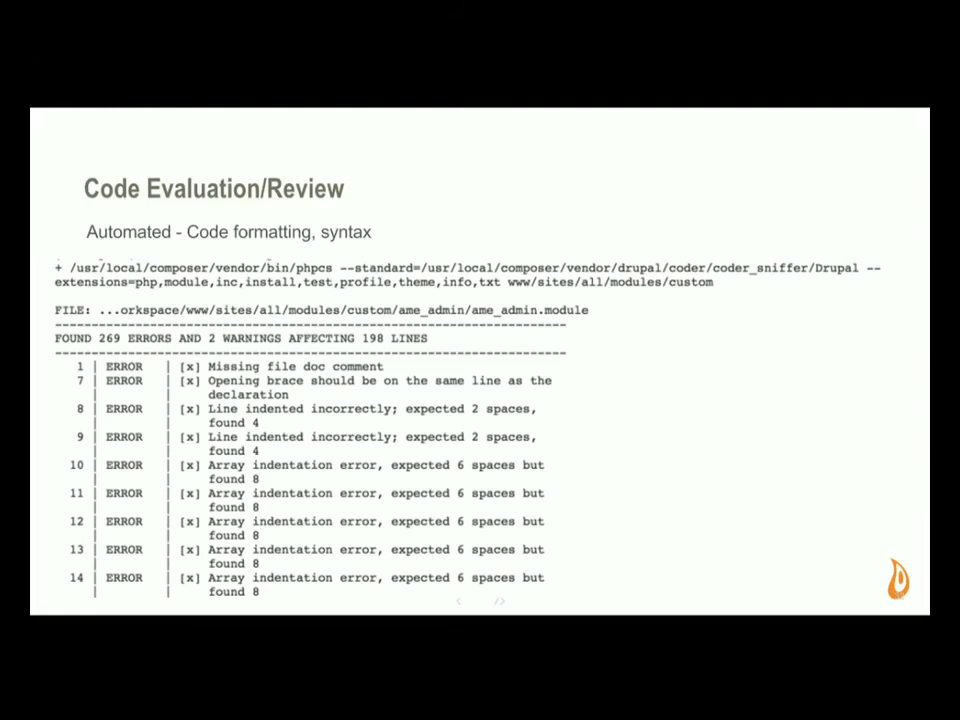 Code Evaluation/Review
Automated - Code formatting, syntax
+ /usr/local/composer/vendor/bin/phpcs --standard=/usr/local/composer/vendor/drupal/coder/coder_sniffer/Drupal --
extensions=php,module,inc,install,test,profile,theme,info,txt www/sites/all/modules/custom
FILE: ...orkspace/www/sites/all/modules/custom/ame_admin/ame_admin.module
----------------------------------------------------------------------
FOUND 269 ERRORS AND 2 WARNINGS AFFECTING 198 LINES
----------------------------------------------------------------------
1 | ERROR | [x] Missing file doc comment
7 | ERROR | [x] Opening brace should be on the same line as the
| | declaration
8 | ERROR | [x] Line indented incorrectly; expected 2 spaces,
| | found 4
9 | ERROR | [x] Line indented incorrectly; expected 2 spaces,
| | found 4
10 | ERROR | [x] Array indentation error, expected 6 spaces but
| | found 8
11 | ERROR | [x] Array indentation error, expected 6 spaces but
| | found 8
12 | ERROR | [x] Array indentation error, expected 6 spaces but
| | found 8
13 | ERROR | [x] Array indentation error, expected 6 spaces but
| | found 8
14 | ERROR | [x] Array indentation error, expected 6 spaces but
| | found 8